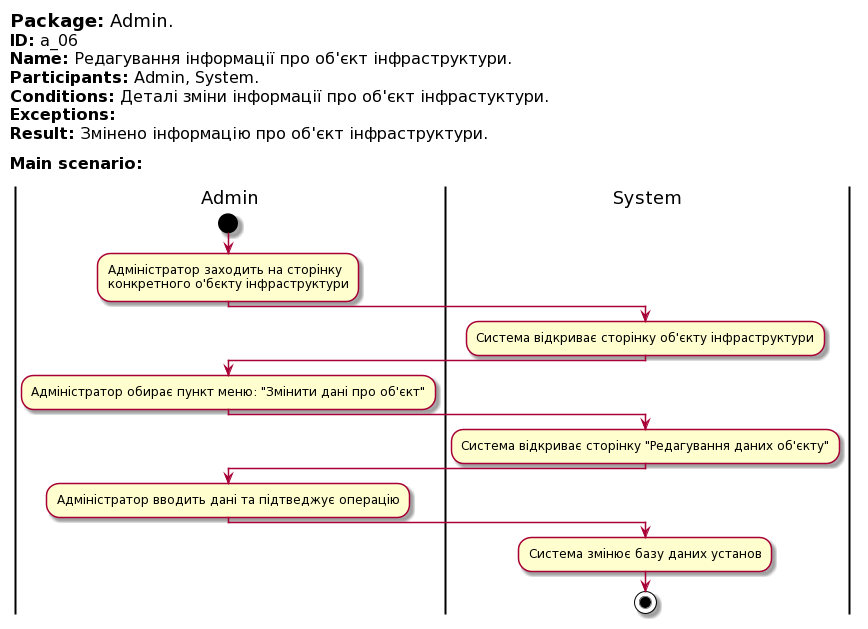 Package: Admin.
ID: a_06
Name: Редагування інформації про об'єкт інфраструктури.
Participants: Admin, System.
Conditions: Деталі зміни інформації про об'єкт інфрастуктури.
Exceptions:
Result: Змінено інформацію про об'єкт інфраструктури.
Main scenario:
Admin
System
Адміністратор заходить на сторінку
конкретного о'бєкту інфраструктури
Система відкриває сторінку об'єкту інфраструктури
Адміністратор обирає пункт меню: "Змінити дані про об'єкт"
Система відкриває сторінку "Редагування даних об'єкту"
Адміністратор вводить дані та підтведжує операцію
Система змінює базу даних установ